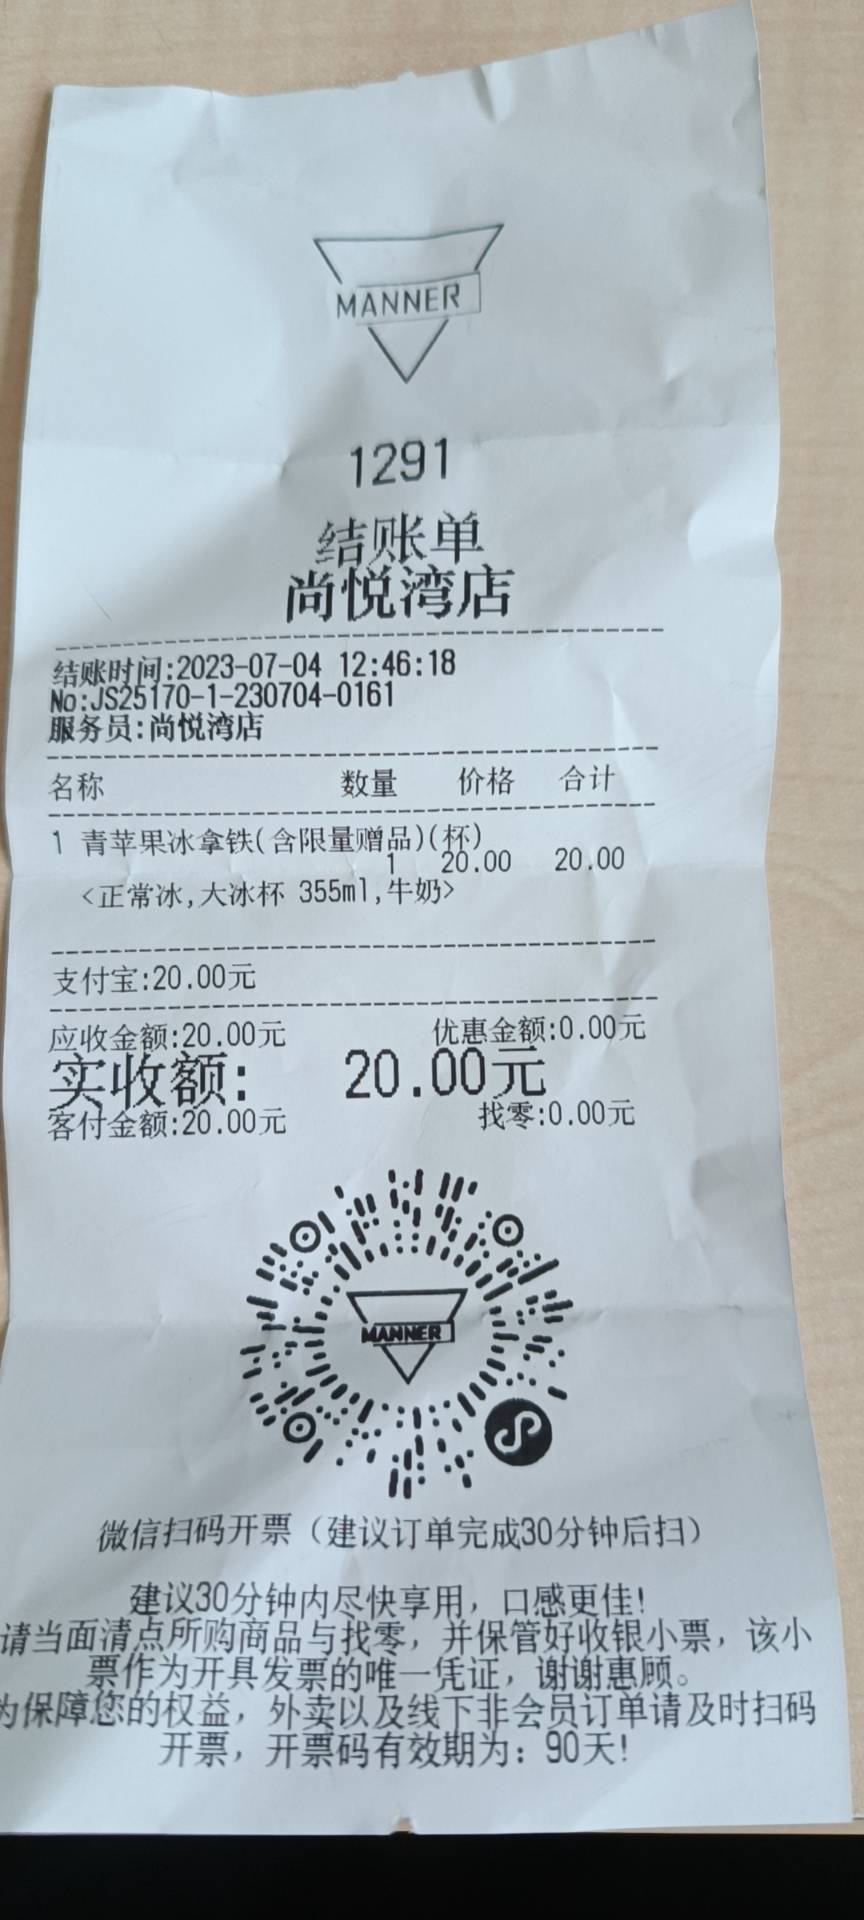 MANNER
1291
结账单
尚悦湾店
结账时间:2023-07-04 12:46:18
No:JS25170-1-230704-0161
服务员:尚悦湾店
名称 数量 价格 合计
1 青苹果冰拿铁(含限量赠品)(杯)
1 20.00 20.00
<正常冰,大冰杯 355ml,牛奶>
支付宝:20.00元
应收金额:20.00元 优惠金额:0.00元
实收额: 20.00元
客付金额:20.00元 找零:0.00元
MANNER
微信扫码开票（建议订单完成30分钟后扫）
建议30分钟内尽快享用，口感更佳!
请当面清点所购商品与找零，并保管好收银小票，该小
票作为开具发票的唯一凭证，谢谢惠顾。
为保障您的权益，外卖以及线下非会员订单请及时扫码
开票，开票码有效期为：90天!